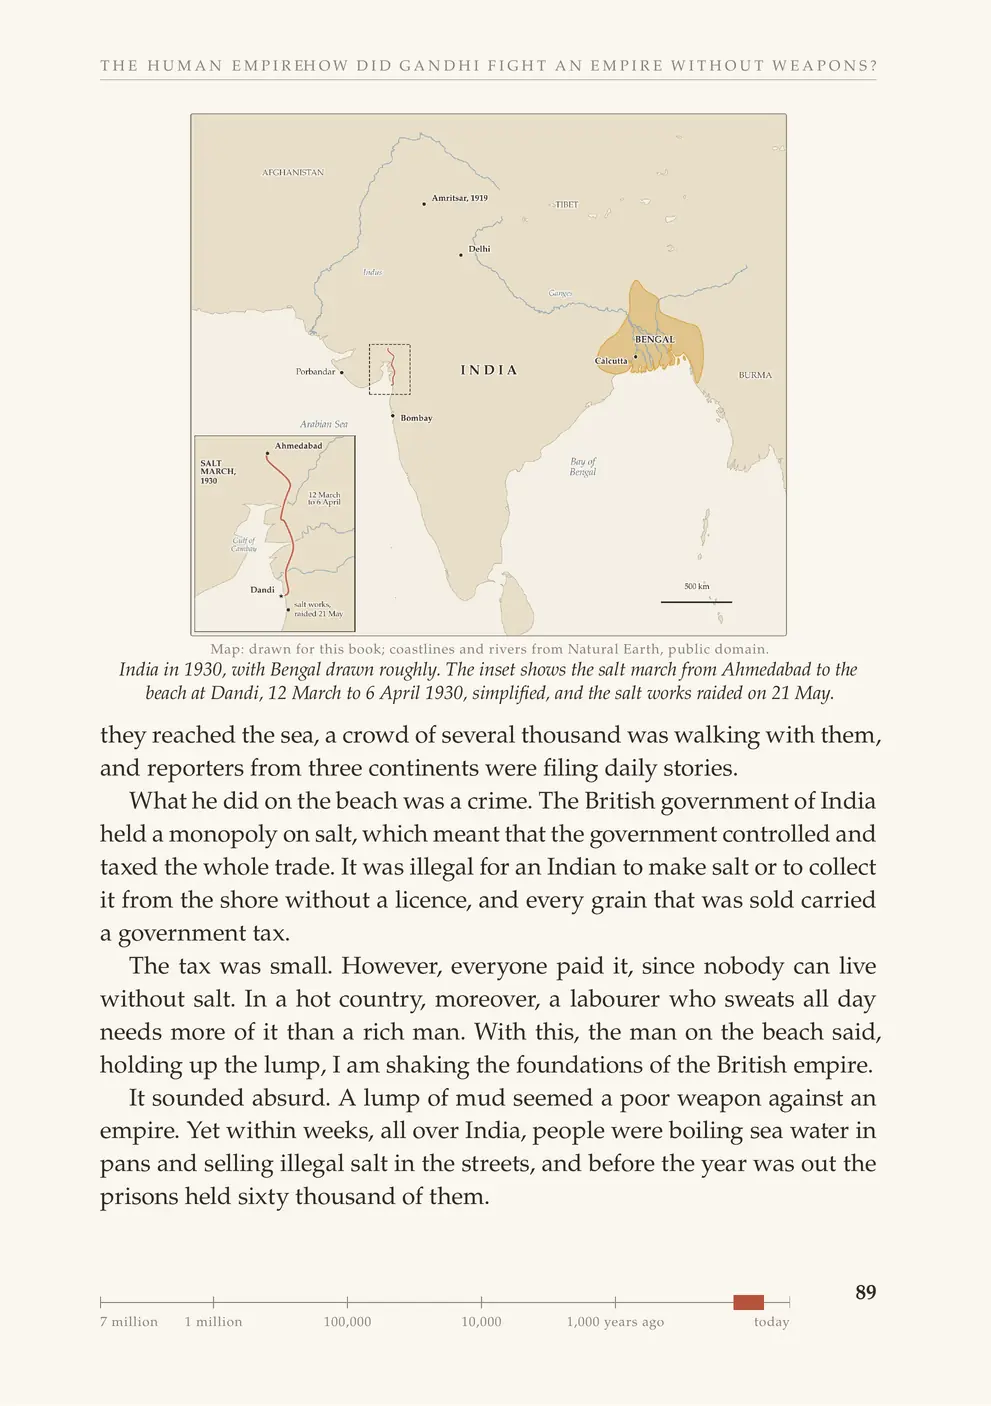 THE HUMAN EMPIREHOW DID GANDHI FIGHT AN EMPIRE WITHOUT WEAPONS?
AFGHANISTAN
Amritsar, 1919
TIBET
Delhi
Indus
Ganges
BENGAL
Calcutta
INDIA
Porbandar
BURMA
Bombay
Arabian Sea
Bay of
Bengal
500 km
Ahmedabad
SALT
MARCH,
1930
12 March
to 6 April
Gulf of
Cambay
Dandi
salt works,
raided 21 May
Map: drawn for this book; coastlines and rivers from Natural Earth, public domain.
India in 1930, with Bengal drawn roughly. The inset shows the salt march from Ahmedabad to the
beach at Dandi, 12 March to 6 April 1930, simplified, and the salt works raided on 21 May.
they reached the sea, a crowd of several thousand was walking with them,
and reporters from three continents were filing daily stories.
What he did on the beach was a crime. The British government of India
held a monopoly on salt, which meant that the government controlled and
taxed the whole trade. It was illegal for an Indian to make salt or to collect
it from the shore without a licence, and every grain that was sold carried
a government tax.
The tax was small. However, everyone paid it, since nobody can live
without salt. In a hot country, moreover, a labourer who sweats all day
needs more of it than a rich man. With this, the man on the beach said,
holding up the lump, I am shaking the foundations of the British empire.
It sounded absurd. A lump of mud seemed a poor weapon against an
empire. Yet within weeks, all over India, people were boiling sea water in
pans and selling illegal salt in the streets, and before the year was out the
prisons held sixty thousand of them.
89
7 million 1 million 100,000 10,000 1,000 years ago today